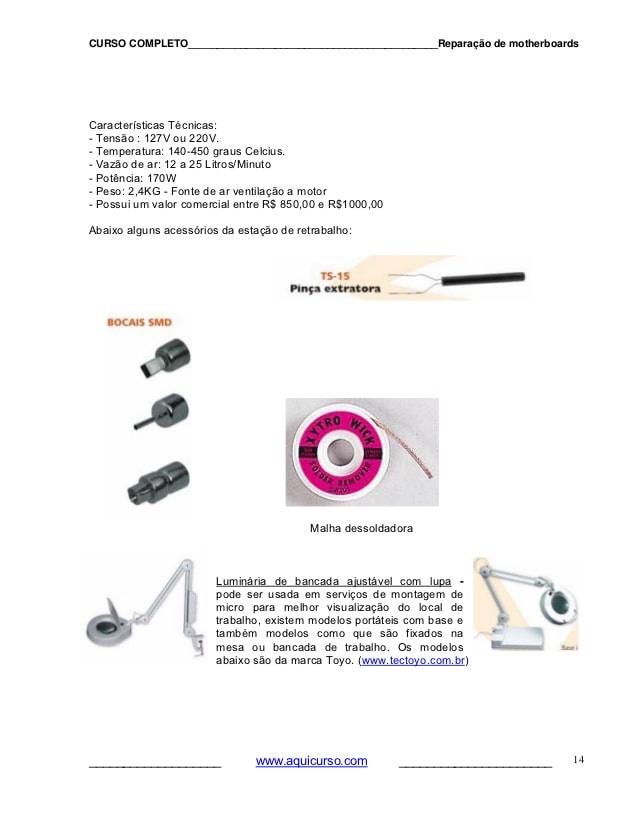 CURSO COMPLETO___________________________________________Reparação de motherboards
Características Técnicas:
- Tensão : 127V ou 220V.
- Temperatura: 140-450 graus Celcius.
- Vazão de ar: 12 a 25 Litros/Minuto
- Potência: 170W
- Peso: 2,4KG - Fonte de ar ventilação a motor
- Possui um valor comercial entre R$ 850,00 e R$1000,00
Abaixo alguns acessórios da estação de retrabalho:
TS-15
Pinça extratora
BOCAIS SMD
XYTRO WICK
SOLDER REMOVER
Malha dessoldadora
Luminária de bancada ajustável com lupa -
pode ser usada em serviços de montagem de
micro para melhor visualização do local de
trabalho, existem modelos portáteis com base e
também modelos como que são fixados na
mesa ou bancada de trabalho. Os modelos
abaixo são da marca Toyo. (www.tectoyo.com.br)
Base
___________________ www.aquicurso.com ______________________ 14